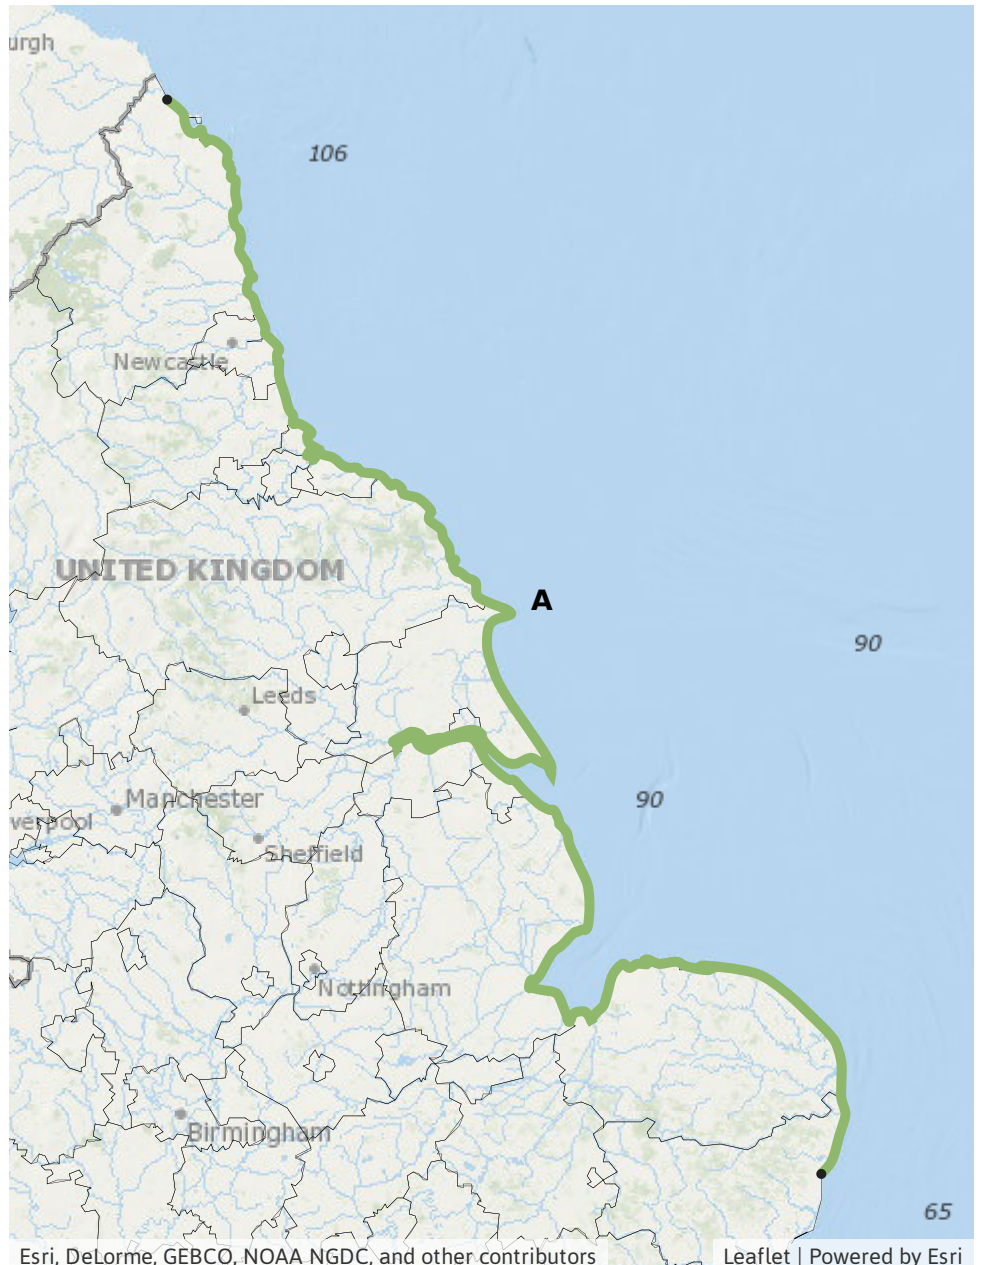 urgh
106
Newcastle
UNITED KINGDOM
A
90
Leeds
Manchester
90
verpool
Sheffield
Nottingham
Birmingham
65
Esri, DeLorme, GEBCO, NOAA NGDC, and other contributors
Leaflet | Powered by Esri